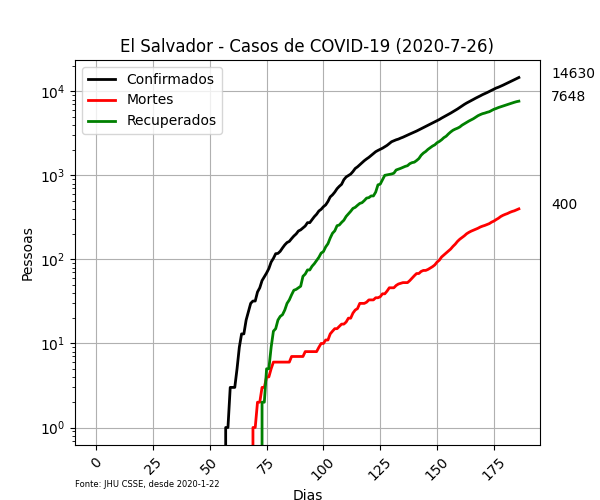 El Salvador - Casos de COVID-19 (2020-7-26)
Confirmados
Mortes
Recuperados
14630
7648
400
10⁴
10³
10²
10¹
10⁰
Pessoas
0 25 50 75 100 125 150 175
Fonte: JHU CSSE, desde 2020-1-22
Dias